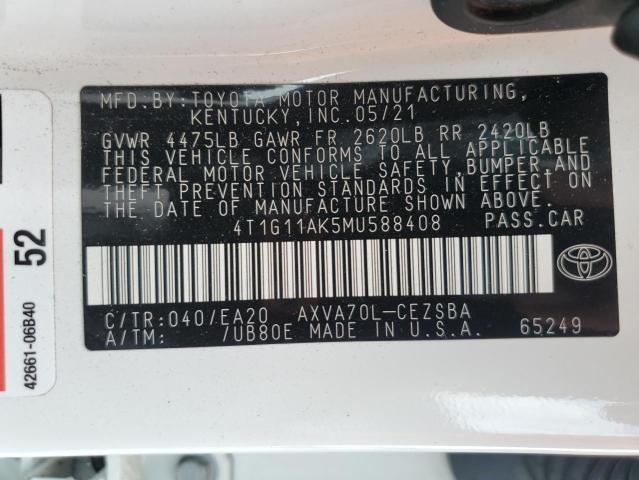 MFD.BY:TOYOTA MOTOR MANUFACTURING,
KENTUCKY,INC.05/21
GVWR 4475LB GAWR FR 2620LB RR 2420LB
THIS VEHICLE CONFORMS TO ALL APPLICABLE
FEDERAL MOTOR VEHICLE SAFETY,BUMPER,AND
THEFT PREVENTION STANDARDS IN EFFECT ON
THE DATE OF MANUFACTURE SHOWN ABOVE.
4T1G11AK5MU588408 PASS.CAR
C/TR:040/EA20 AXVA70L-CEZSBA
A/TM: /UB80E MADE IN U.S.A. 65249
52
42661-06B40